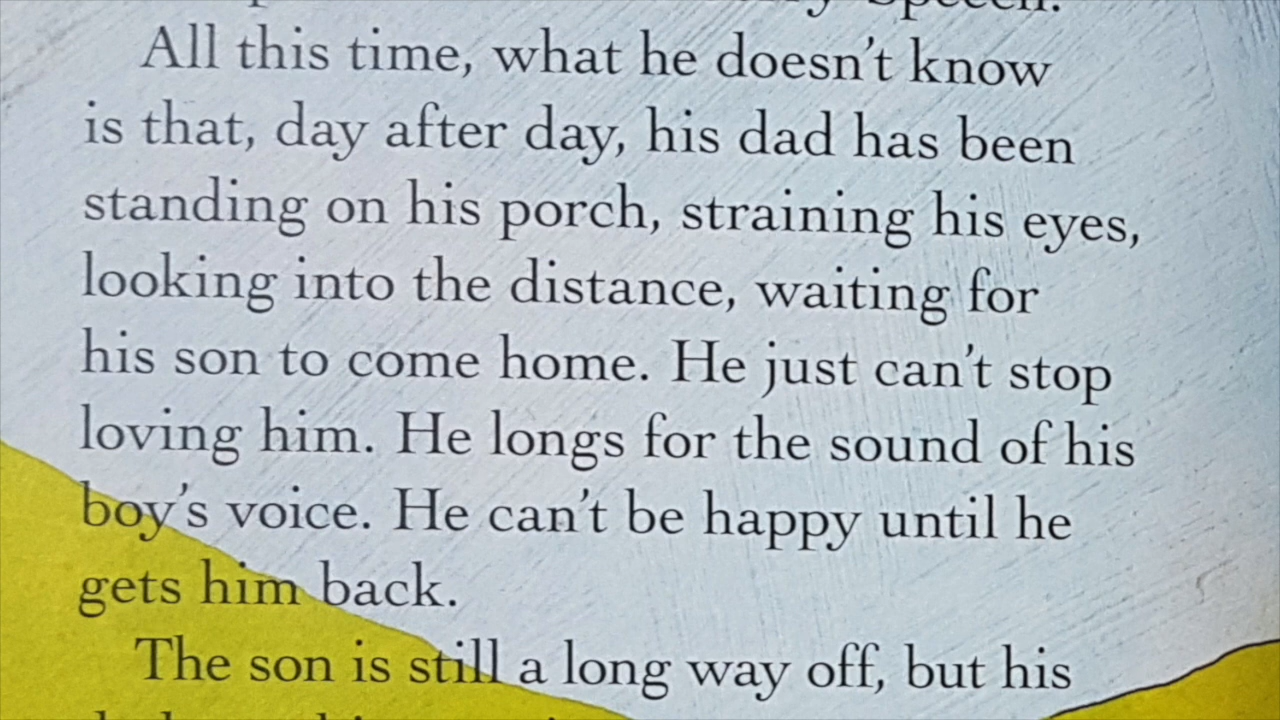 Speech.
All this time, what he doesn't know
is that, day after day, his dad has been
standing on his porch, straining his eyes,
looking into the distance, waiting for
his son to come home. He just can't stop
loving him. He longs for the sound of his
boy's voice. He can't be happy until he
gets him back.
The son is still a long way off, but his